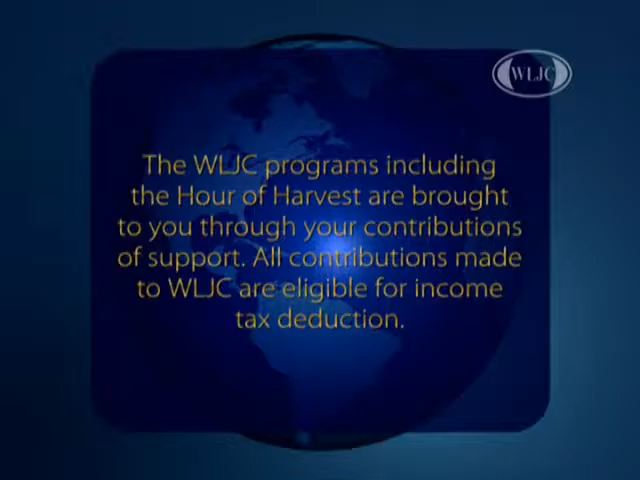 WLJC
The WLJC programs including
the Hour of Harvest are brought
to you through your contributions
of support. All contributions made
to WLJC are eligible for income
tax deduction.